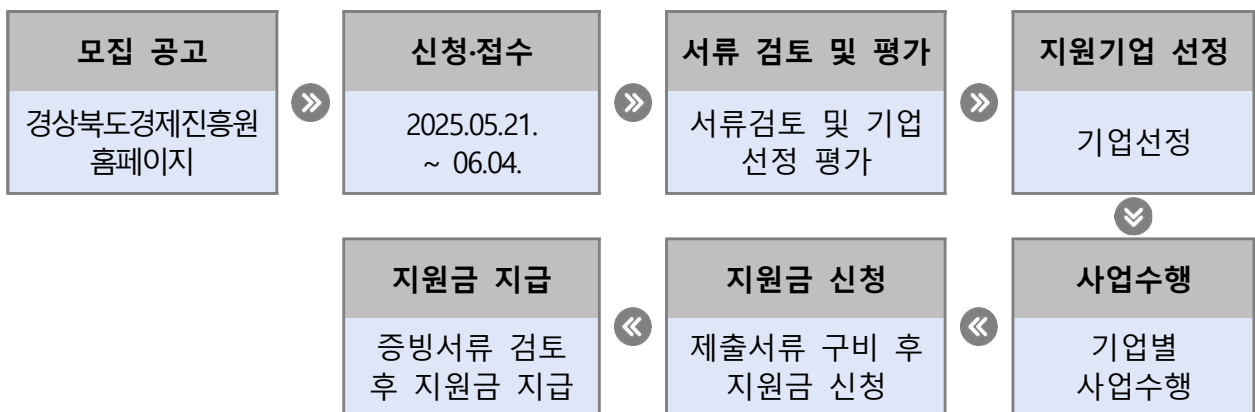 모집 공고
경상북도경제진흥원
홈페이지
신청·접수
2025.05.21.
~ 06.04.
서류 검토 및 평가
서류검토 및 기업
선정 평가
지원기업 선정
기업선정
사업수행
기업별
사업수행
지원금 신청
제출서류 구비 후
지원금 신청
지원금 지급
증빙서류 검토
후 지원금 지급